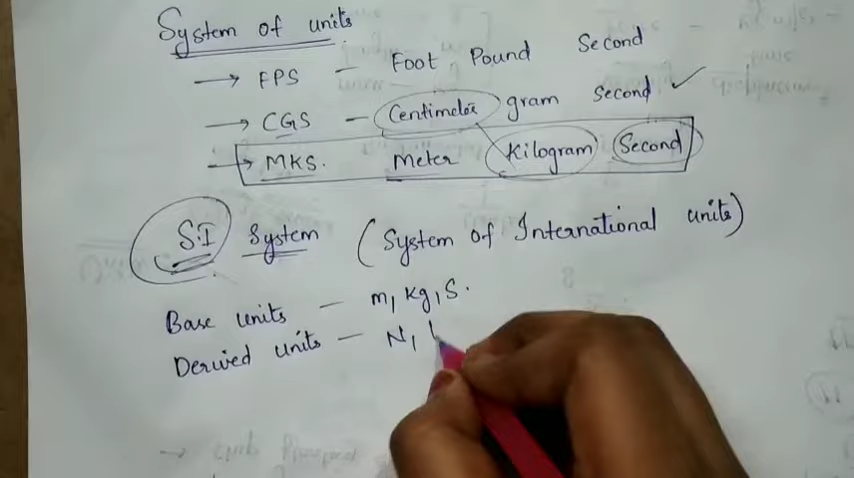 System of units
→ FPS - Foot Pound Second
→ CGS - Centimeter gram second ✓
→ MKS. Meter Kilogram Second
S.I System (System of International units)
Base units - m, kg, S.
Derived units - N,